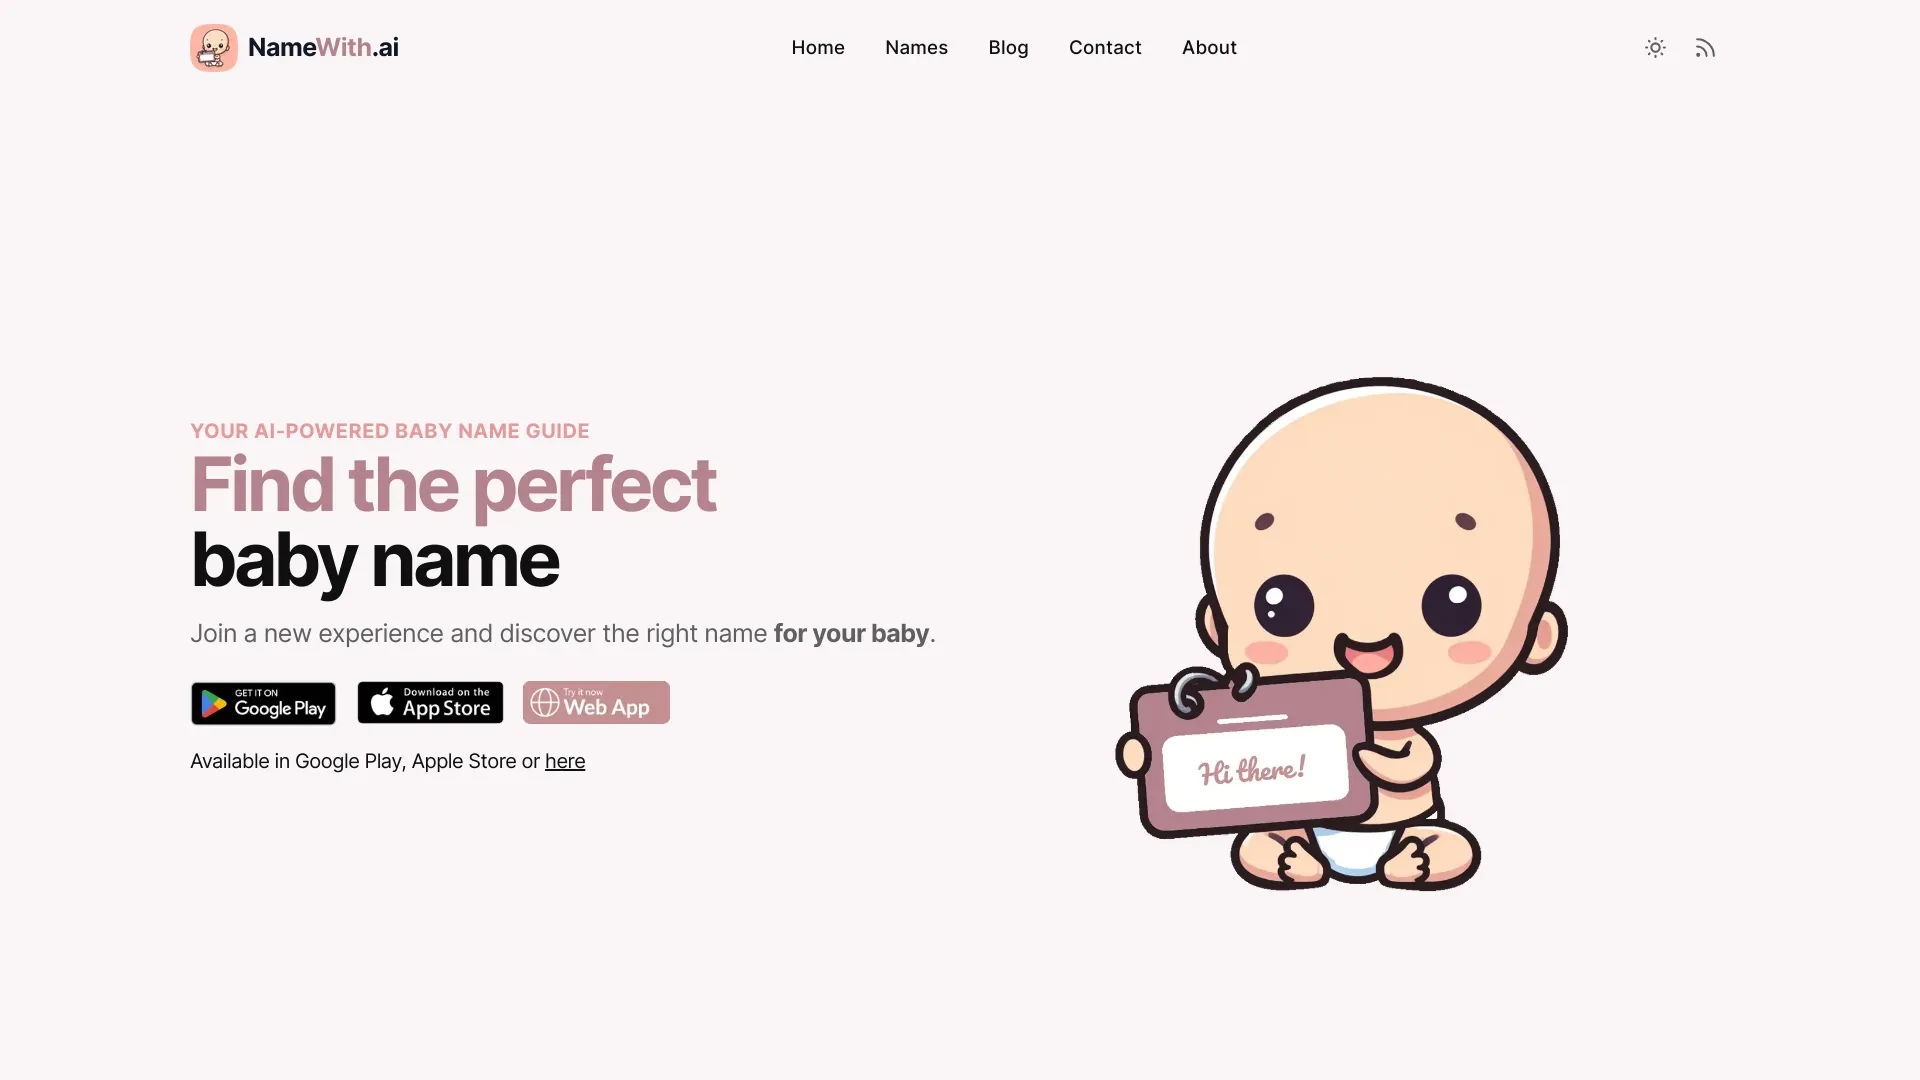 NameWith.ai
Home
Names
Blog
Contact
About
YOUR AI-POWERED BABY NAME GUIDE
Find the perfect
baby name
Join a new experience and discover the right name for your baby.
GET IT ON
Google Play
Download on the
App Store
Try it now
Web App
Available in Google Play, Apple Store or here
Hi there!